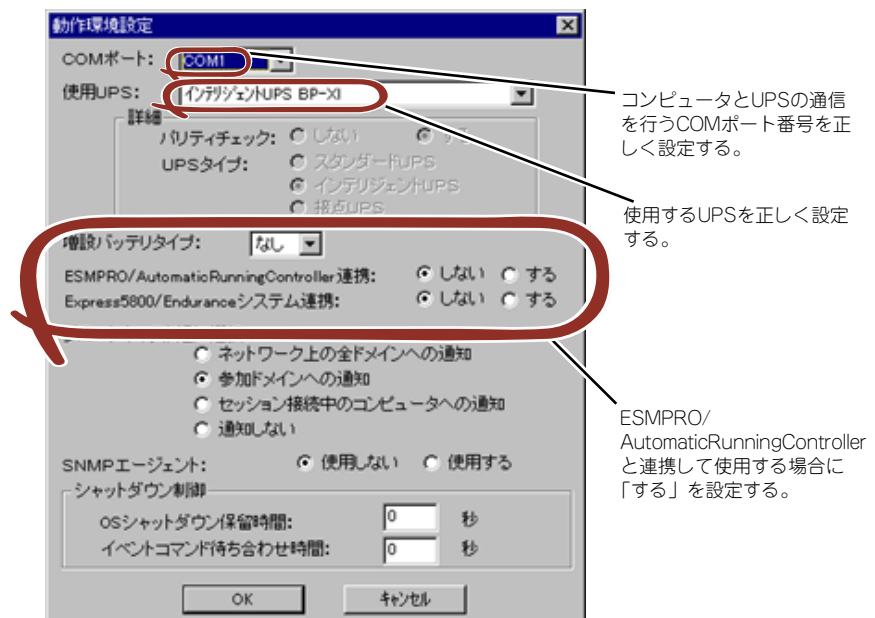 動作環境設定
COMポート: COM1
使用UPS: インテリジェントUPS BP-XI
詳細
パリティチェック: しない する
UPSタイプ: スタンダードUPS
インテリジェントUPS
接点UPS
増設バッテリタイプ: なし
ESMPRO/AutomaticRunningController連携: しない する
Express5800/Enduranceシステム連携: しない する
ネットワーク上の全ドメインへの通知
参加ドメインへの通知
セッション接続中のコンピュータへの通知
通知しない
SNMPエージェント: 使用しない 使用する
シャットダウン制御
OSシャットダウン保留時間: 0 秒
イベントコマンド待ち合わせ時間: 0 秒
OK キャンセル
コンピュータとUPSの通信
を行うCOMポート番号を正
しく設定する。
使用するUPSを正しく設定
する。
ESMPRO/
AutomaticRunningController
と連携して使用する場合に
「する」を設定する。